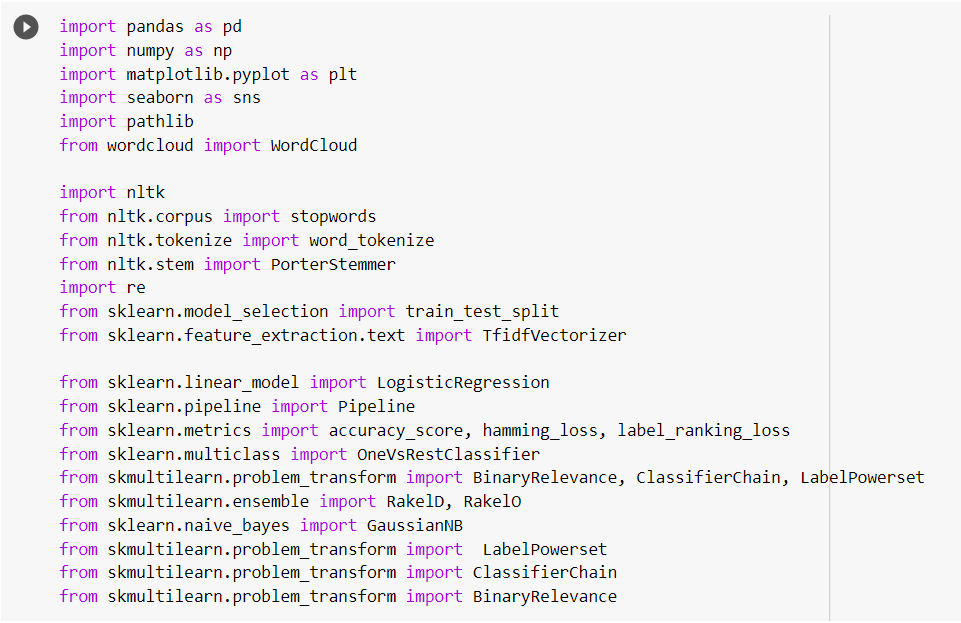 import pandas as pd
import numpy as np
import matplotlib.pyplot as plt
import seaborn as sns
import pathlib
from wordcloud import WordCloud
import nltk
from nltk.corpus import stopwords
from nltk.tokenize import word_tokenize
from nltk.stem import PorterStemmer
import re
from sklearn.model_selection import train_test_split
from sklearn.feature_extraction.text import TfidfVectorizer
from sklearn.linear_model import LogisticRegression
from sklearn.pipeline import Pipeline
from sklearn.metrics import accuracy_score, hamming_loss, label_ranking_loss
from sklearn.multiclass import OneVsRestClassifier
from skmultilearn.problem_transform import BinaryRelevance, ClassifierChain, LabelPowerset
from skmultilearn.ensemble import RakelD, RakelO
from sklearn.naive_bayes import GaussianNB
from skmultilearn.problem_transform import  LabelPowerset
from skmultilearn.problem_transform import ClassifierChain
from skmultilearn.problem_transform import BinaryRelevance